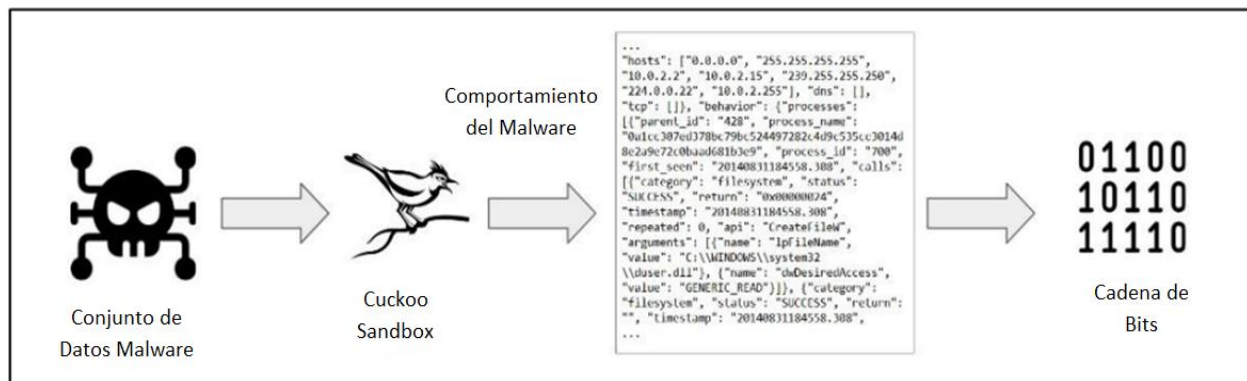 Conjunto de
Datos Malware
Cuckoo
Sandbox
Comportamiento
del Malware
...
"hosts": ["0.0.0.0", "255.255.255.255",
"10.0.2.2", "10.0.2.15", "239.255.255.250",
"224.0.0.22", "10.0.2.255"], "dns": [],
"tcp": []}, "behavior": {"processes":
[{"parent_id": "428", "process_name":
"0a1cc307ed378bc79bc524497282c4d9c535cc3014d
8e2a9e72c0baad681b3e9", "process_id": "700",
"first_seen": "20140831184558.308", "calls":
[{"category": "filesystem", "status":
"SUCCESS", "return": "0x00000024",
"timestamp": "20140831184558.308",
"repeated": 0, "api": "CreateFileW",
"arguments": [{"name": "lpFileName",
"value": "C:\\WINDOWS\\system32
\\duser.dll"}, {"name": "dwDesiredAccess",
"value": "GENERIC_READ"}]}, {"category":
"filesystem", "status": "SUCCESS", "return":
"", "timestamp": "20140831184558.308",
...
01100
10110
11110
Cadena de
Bits